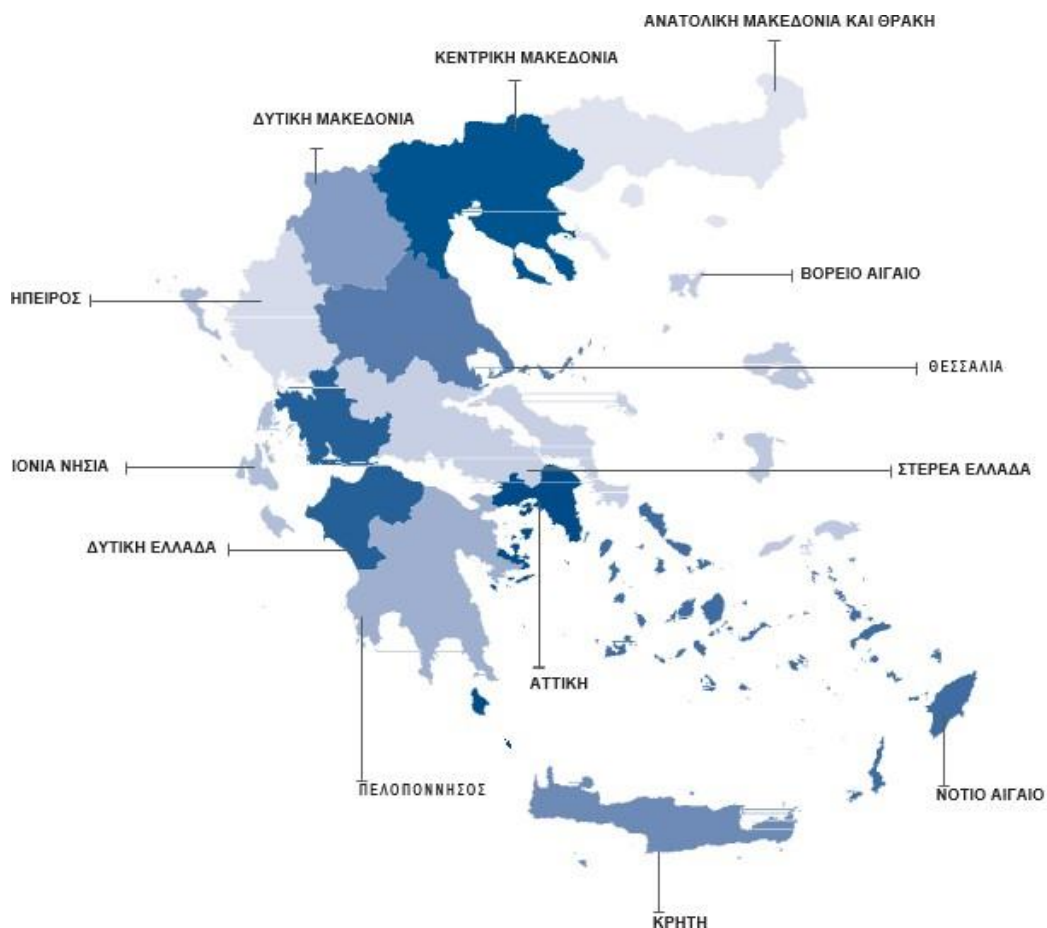 ΑΝΑΤΟΛΙΚΗ ΜΑΚΕΔΟΝΙΑ ΚΑΙ ΘΡΑΚΗ
ΚΕΝΤΡΙΚΗ ΜΑΚΕΔΟΝΙΑ
ΔΥΤΙΚΗ ΜΑΚΕΔΟΝΙΑ
ΒΟΡΕΙΟ ΑΙΓΑΙΟ
ΗΠΕΙΡΟΣ
ΘΕΣΣΑΛΙΑ
ΙΟΝΙΑ ΝΗΣΙΑ
ΣΤΕΡΕΑ ΕΛΛΑΔΑ
ΔΥΤΙΚΗ ΕΛΛΑΔΑ
ΑΤΤΙΚΗ
ΠΕΛΟΠΟΝΝΗΣΟΣ
ΝΟΤΙΟ ΑΙΓΑΙΟ
ΚΡΗΤΗ